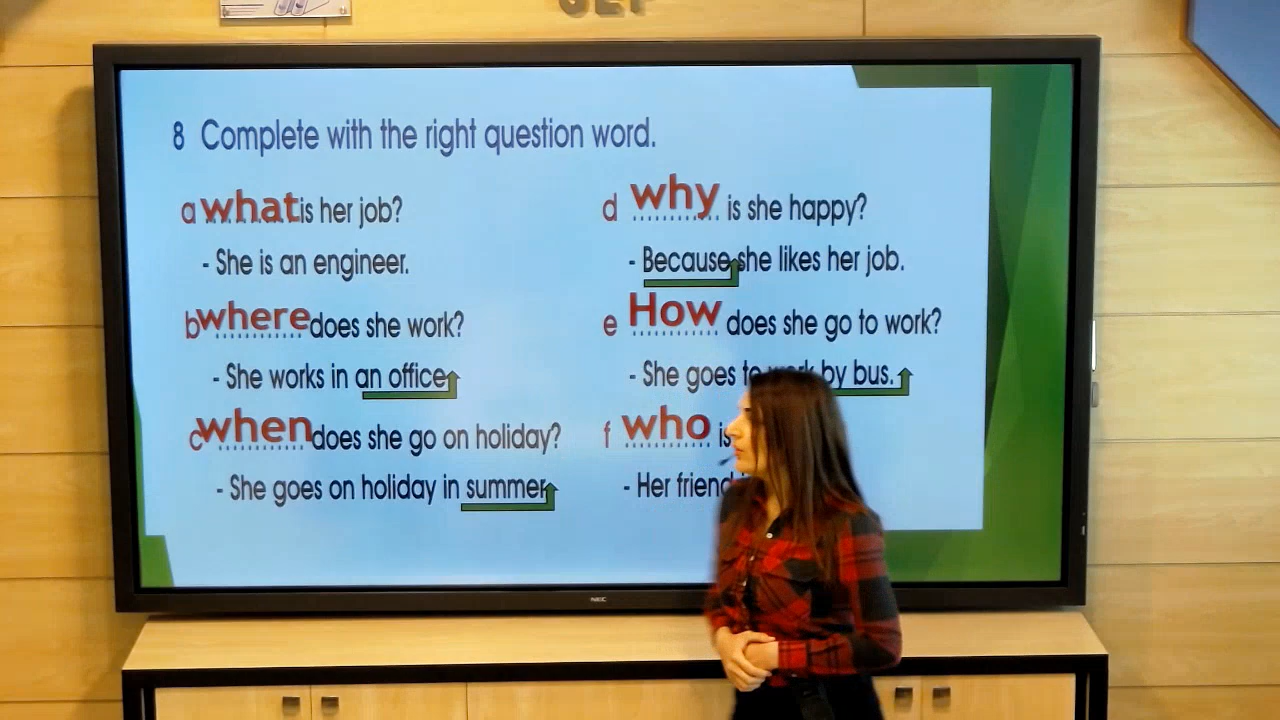 8 Complete with the right question word.
a what is her job?
- She is an engineer.
b where does she work?
- She works in an office.
c when does she go on holiday?
- She goes on holiday in summer.
d why is she happy?
- Because she likes her job.
e How does she go to work?
- She goes to work by bus.
f who is
- Her friend
NEC